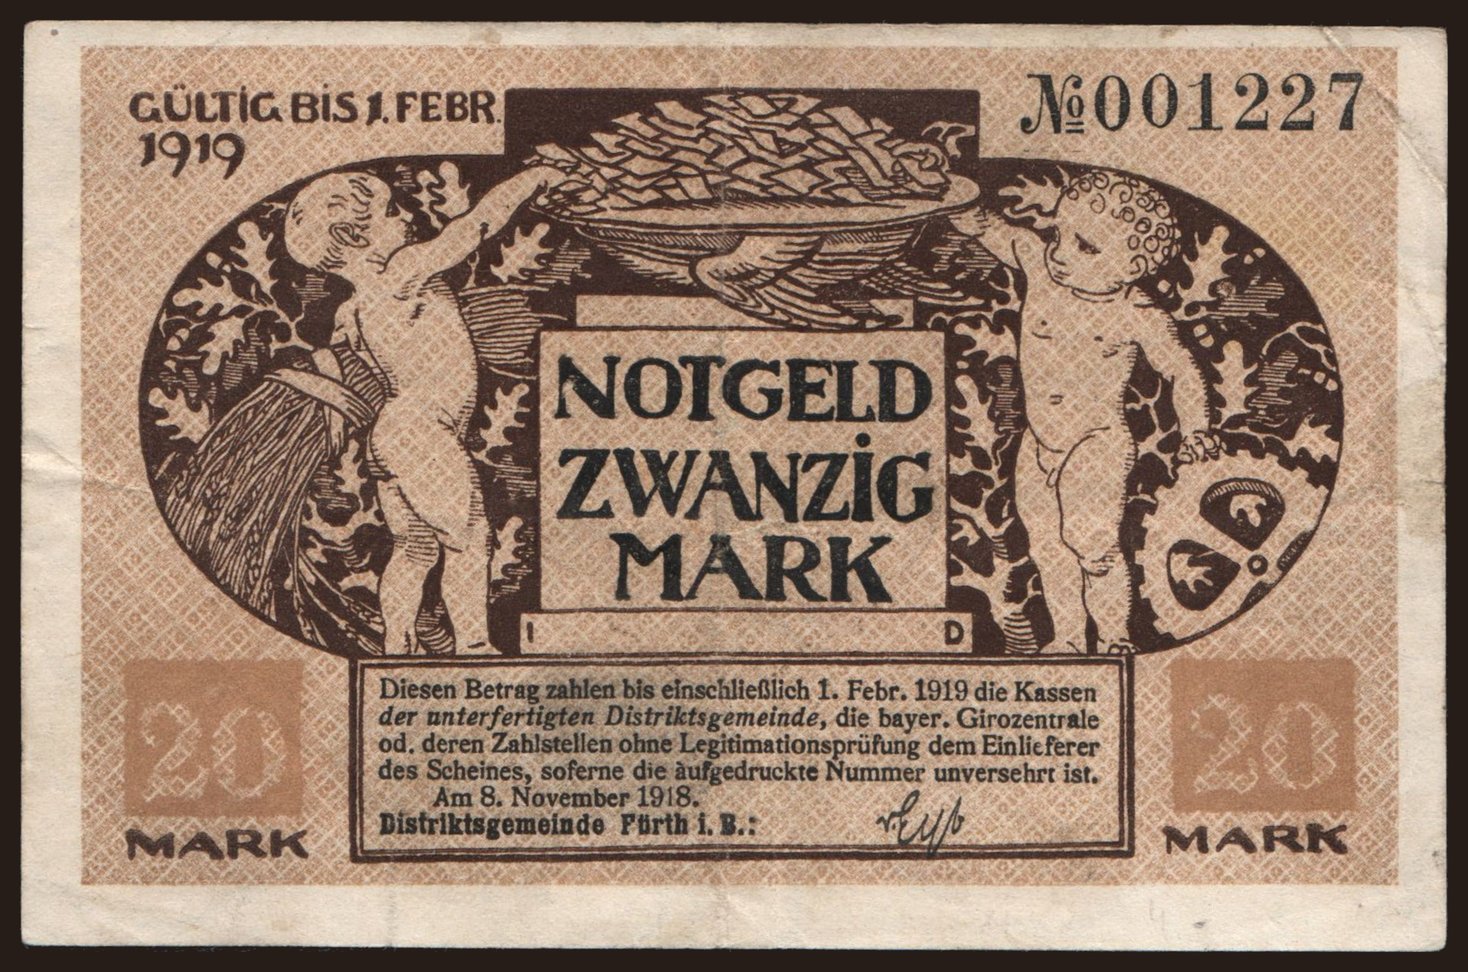 GÜLTIG BIS 1. FEBR.
1919
№001227
NOTGELD
ZWANZIG
MARK
I D
20
MARK
Diesen Betrag zahlen bis einschließlich 1. Febr. 1919 die Kassen
der unterfertigten Distriktsgemeinde, die bayer. Girozentrale
od. deren Zahlstellen ohne Legitimationsprüfung dem Einlieferer
des Scheines, soferne die aufgedruckte Nummer unversehrt ist.
Am 8. November 1918.
Distriktsgemeinde Fürth i. B.:
20
MARK